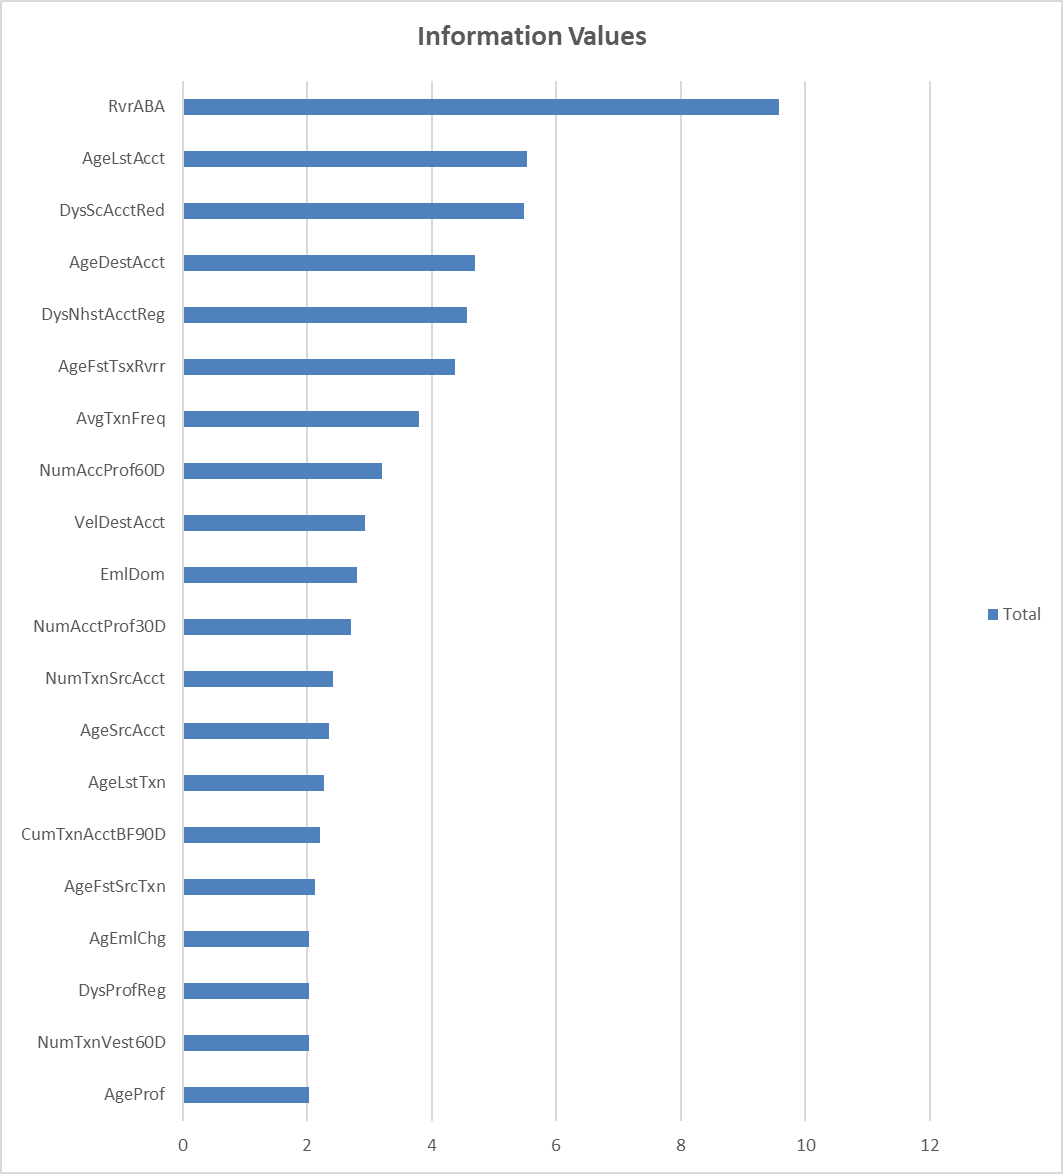 Information Values
RvrABA
AgeLstAcct
DysScAcctRed
AgeDestAcct
DysNhstAcctReg
AgeFstTsxRvrr
AvgTxnFreq
NumAccProf60D
VelDestAcct
EmlDom
NumAcctProf30D
Total
NumTxnSrcAcct
AgeSrcAcct
AgeLstTxn
CumTxnAcctBF90D
AgeFstSrcTxn
AgEmlChg
DysProfReg
NumTxnVest60D
AgeProf
0 2 4 6 8 10 12